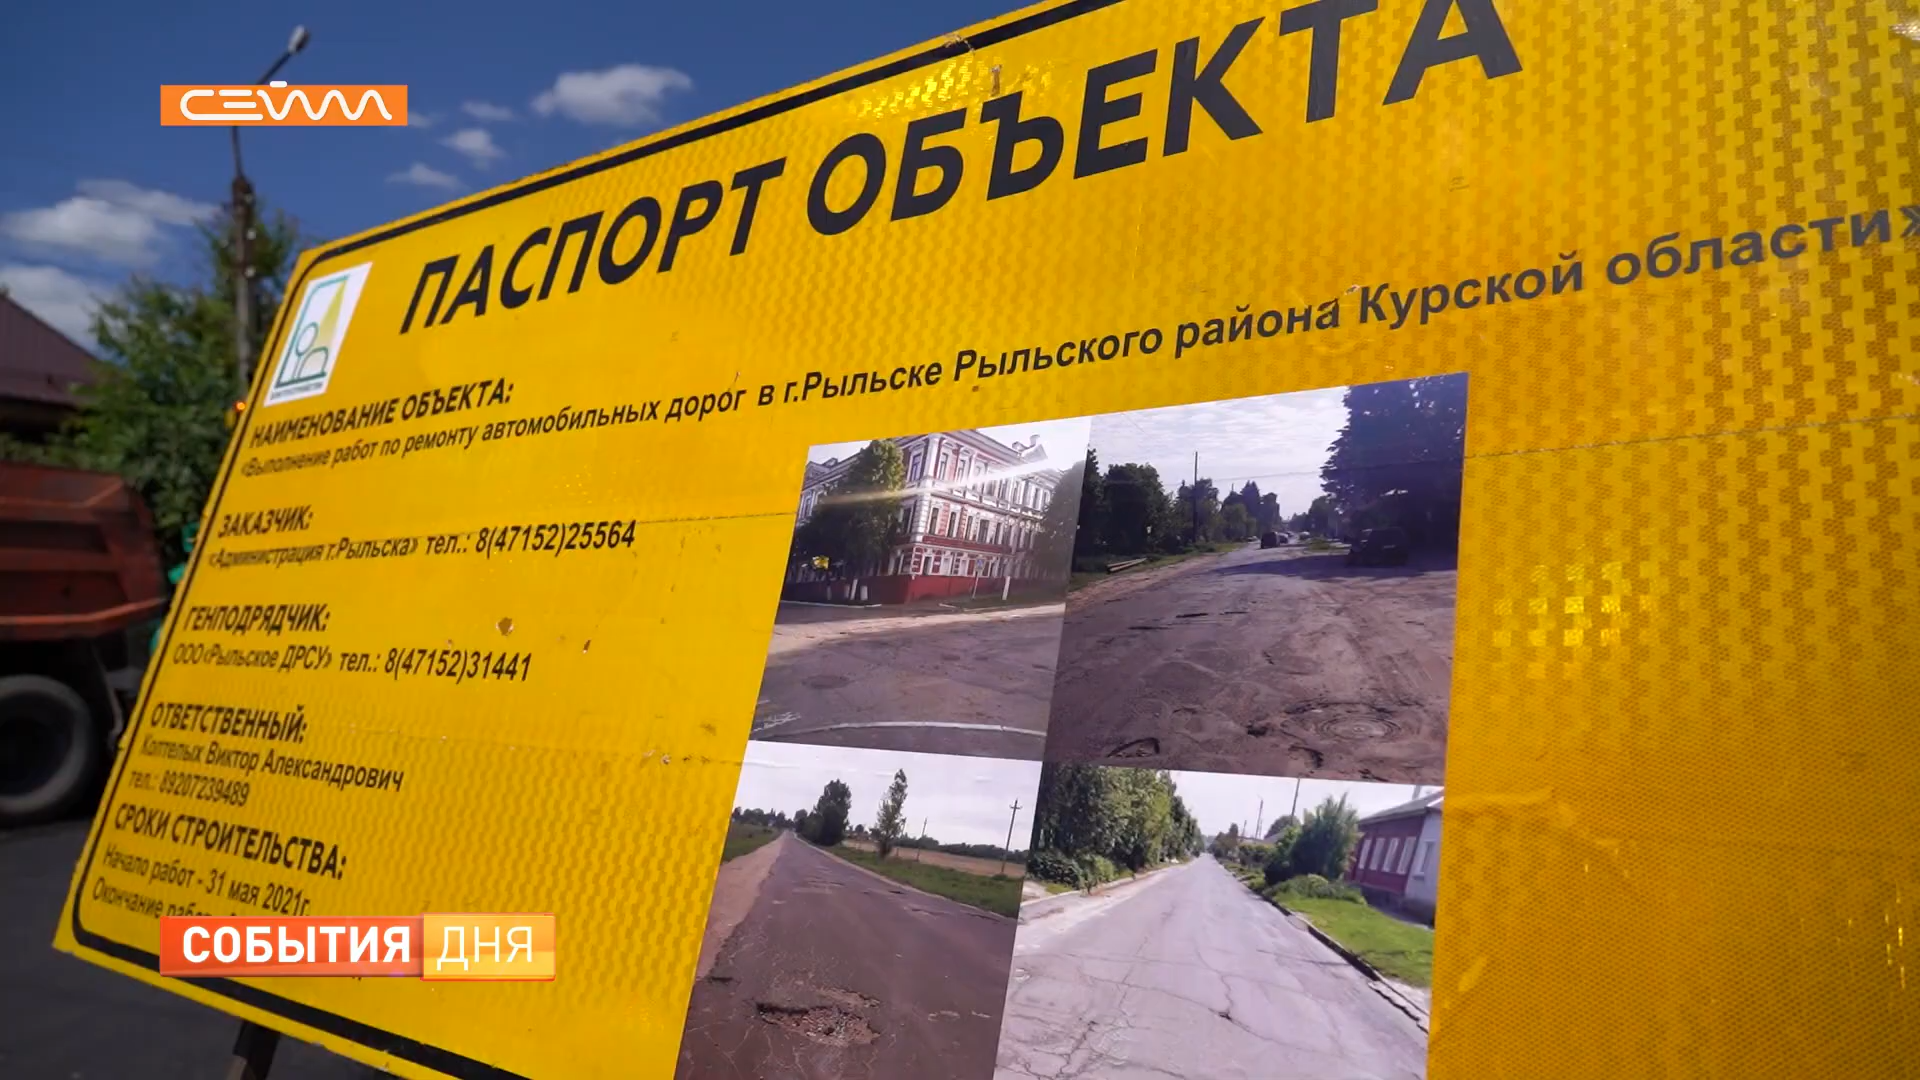 СЕЙМ
ПАСПОРТ ОБЪЕКТА
НАИМЕНОВАНИЕ ОБЪЕКТА:
«Выполнение работ по ремонту автомобильных дорог в г.Рыльске Рыльского района Курской области»
ЗАКАЗЧИК:
«Администрация г.Рыльска» тел.: 8(47152)25564
ГЕНПОДРЯДЧИК:
ООО«Рыльское ДРСУ» тел.: 8(47152)31441
ОТВЕТСТВЕННЫЙ:
Коптелых Виктор Александрович
тел.: 89207239489
СРОКИ СТРОИТЕЛЬСТВА:
Начало работ - 31 мая 2021г.
Окончание работ
СОБЫТИЯ ДНЯ